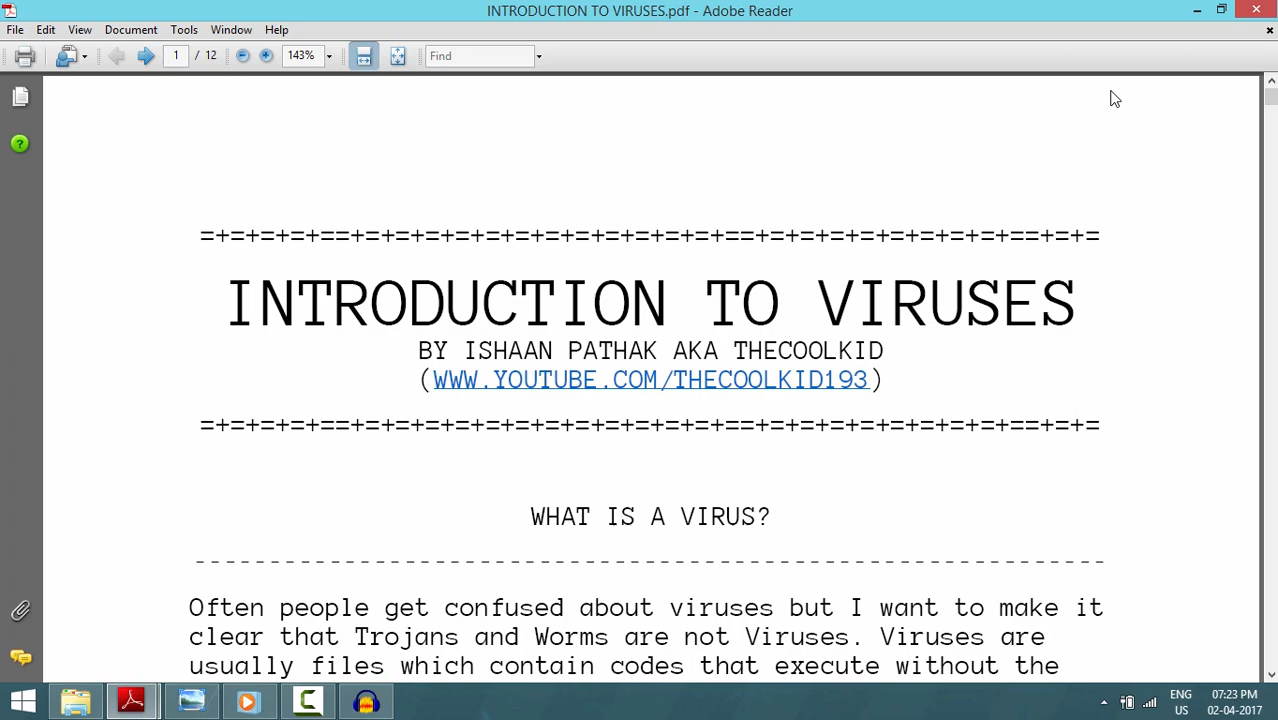 INTRODUCTION TO VIRUSES.pdf - Adobe Reader
File Edit View Document Tools Window Help
1 / 12 143% Find
=+=+=+=+==+=+=+=+=+=+=+=+=+=+=+=+=+==+=+=+=+=+=+=+=+==+=+=
INTRODUCTION TO VIRUSES
BY ISHAAN PATHAK AKA THECOOLKID
(WWW.YOUTUBE.COM/THECOOLKID193)
=+=+=+=+==+=+=+=+=+=+=+=+=+=+=+=+=+==+=+=+=+=+=+=+=+==+=+=
WHAT IS A VIRUS?
-------------------------------------------------------------
Often people get confused about viruses but I want to make it
clear that Trojans and Worms are not Viruses. Viruses are
usually files which contain codes that execute without the
ENG 07:23 PM
US 02-04-2017